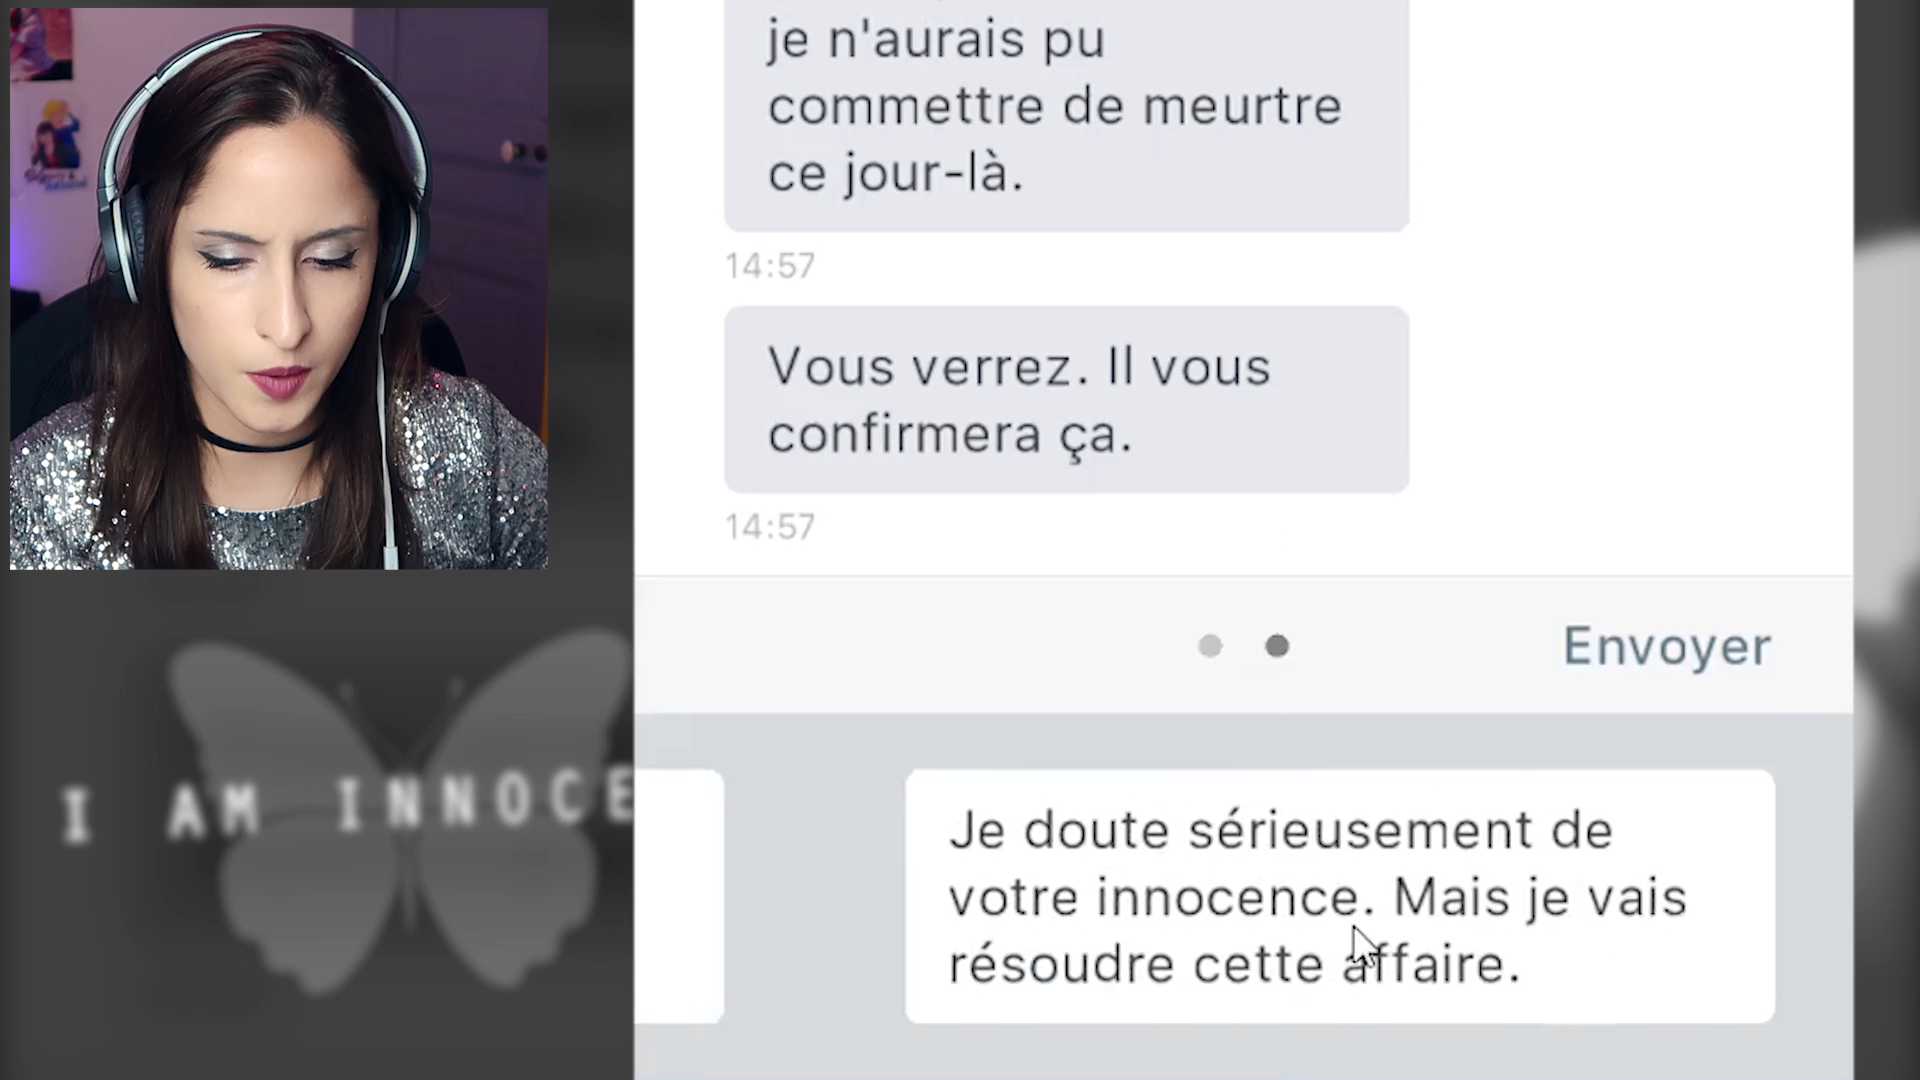 je n'aurais pu
commettre de meurtre
ce jour-là.
14:57
Vous verrez. Il vous
confirmera ça.
14:57
Envoyer
I AM INNOCE
Je doute sérieusement de
votre innocence. Mais je vais
résoudre cette affaire.